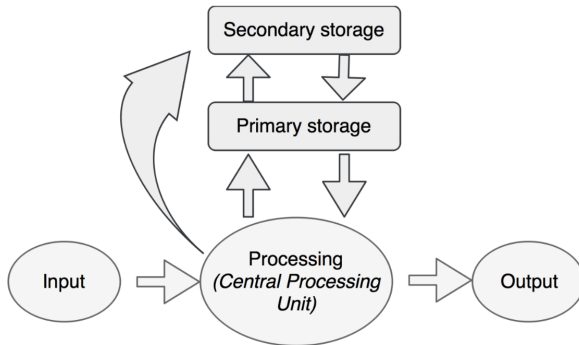 Secondary storage
Primary storage
Processing
(Central Processing
Unit)
Input
Output